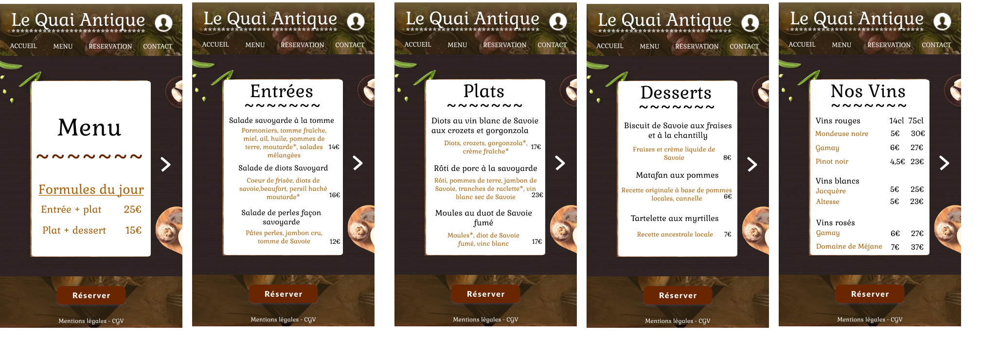 Le Quai Antique
******************************
ACCUEIL MENU RESERVATION CONTACT
Menu
~~~~~~~
Formules du jour
Entrée + plat 25€
Plat + dessert 15€
Réserver
Mentions légales - CGV
Le Quai Antique
******************************
ACCUEIL MENU RESERVATION CONTACT
Entrées
~~~~~~~
Salade savoyarde à la tomme
Pormoniers, tomme fraîche,
miel, ail, huile, pommes de
terre, moutarde*, salades 14€
mélangées
Salade de diots Savoyard
Coeur de frisée, diots de
savoie,beaufort, persil haché
moutarde* 16€
Salade de perles façon
savoyarde
Pâtes perles, jambon cru,
tomme de Savoie 12€
Réserver
Mentions légales - CGV
Le Quai Antique
******************************
ACCUEIL MENU RESERVATION CONTACT
Plats
~~~~~~~
Diots au vin blanc de Savoie
aux crozets et gorgonzola
Diots, crozets, gorgonzola*, 17€
crème fraîche*
Rôti de porc à la savoyarde
Rôti, pommes de terre, jambon de
Savoie, tranches de raclette*, vin
blanc sec de Savoie 23€
Moules au duot de Savoie
fumé
Moules*, diot de Savoie
fumé, vinc blanc 17€
Réserver
Mentions légales - CGV
Le Quai Antique
******************************
ACCUEIL MENU RESERVATION CONTACT
Desserts
~~~~~~~
Biscuit de Savoie aux fraises
et à la chantilly
Fraises et crème liquide de
Savoie 8€
Matafan aux pommes
Recette originale à base de pommes
locales, cannelle 6€
Tartelette aux myrtilles
Recette ancestrale locale 7€
Réserver
Mentions légales - CGV
Le Quai Antique
******************************
ACCUEIL MENU RESERVATION CONTACT
Nos Vins
~~~~~~~
Vins rouges 14cl 75cl
Mondeuse noire 5€ 30€
Gamay 6€ 27€
Pinot noir 4,5€ 23€
Vins blancs
Jacquère 5€ 25€
Altesse 5€ 23€
Vins rosés
Gamay 6€ 27€
Domaine de Méjane 7€ 37€
Réserver
Mentions légales - CGV